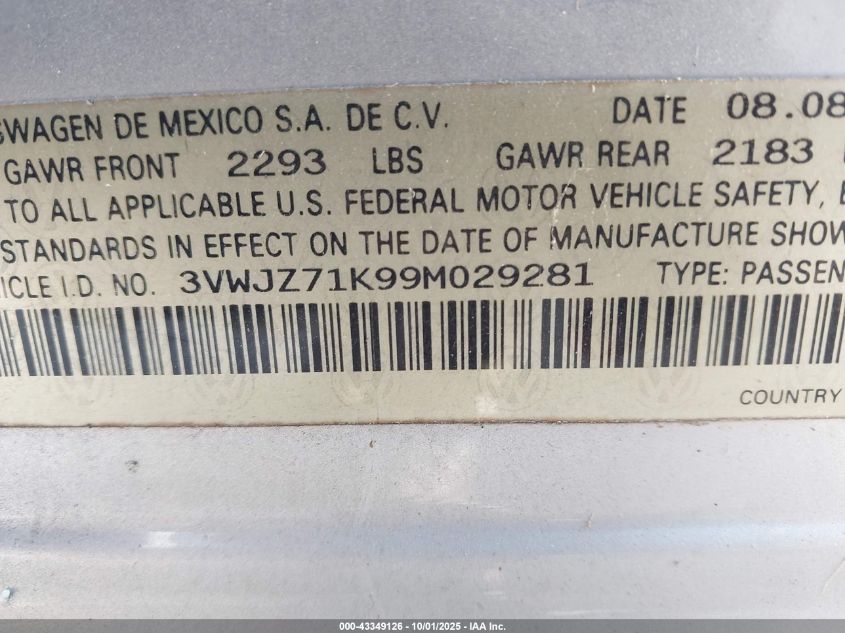 SWAGEN DE MEXICO S.A. DE C.V. DATE 08.08
GAWR FRONT 2293 LBS GAWR REAR 2183
TO ALL APPLICABLE U.S. FEDERAL MOTOR VEHICLE SAFETY,
STANDARDS IN EFFECT ON THE DATE OF MANUFACTURE SHOW
ICLE I.D. NO. 3VWJZ71K99M029281 TYPE: PASSEN
COUNTRY
000-43349126 - 10/01/2025 - IAA Inc.